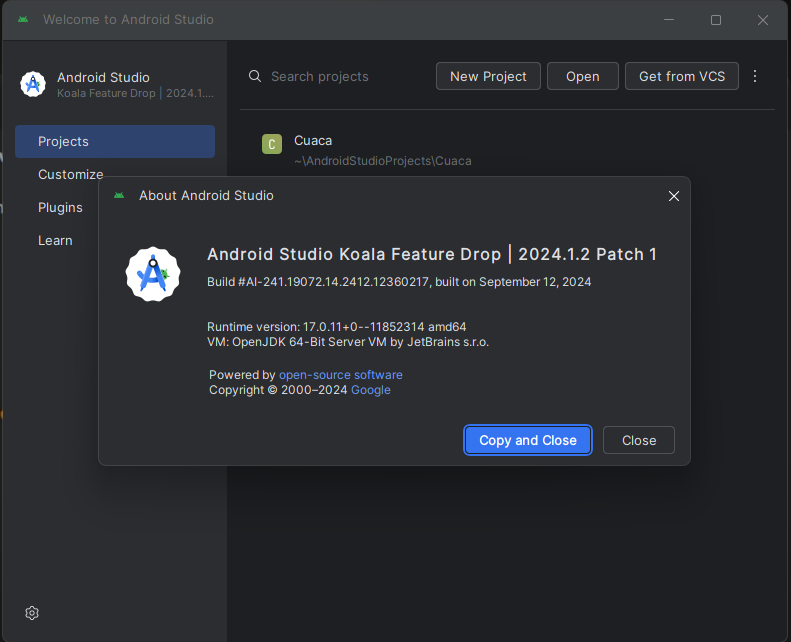 Welcome to Android Studio
Android Studio
Koala Feature Drop | 2024.1....
Search projects
New Project
Open
Get from VCS
Projects
Customize
Plugins
Learn
C
Cuaca
~\AndroidStudioProjects\Cuaca
About Android Studio
Android Studio Koala Feature Drop | 2024.1.2 Patch 1
Build #AI-241.19072.14.2412.12360217, built on September 12, 2024
Runtime version: 17.0.11+0--11852314 amd64
VM: OpenJDK 64-Bit Server VM by JetBrains s.r.o.
Powered by open-source software
Copyright © 2000–2024 Google
Copy and Close
Close